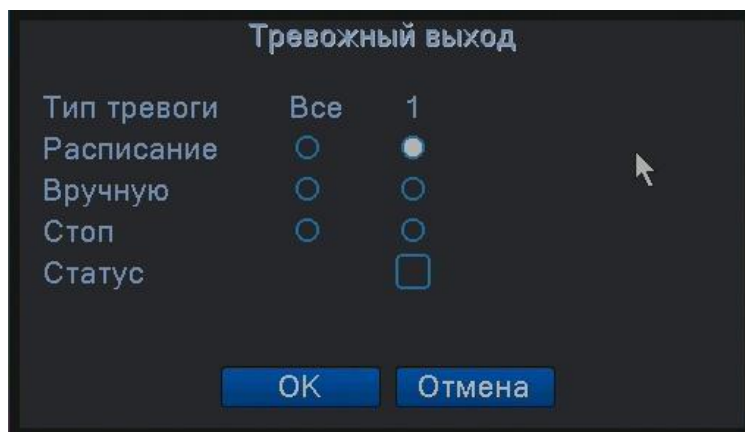 Тревожный выход
Тип тревоги Все 1
Расписание
Вручную
Стоп
Статус
OK Отмена